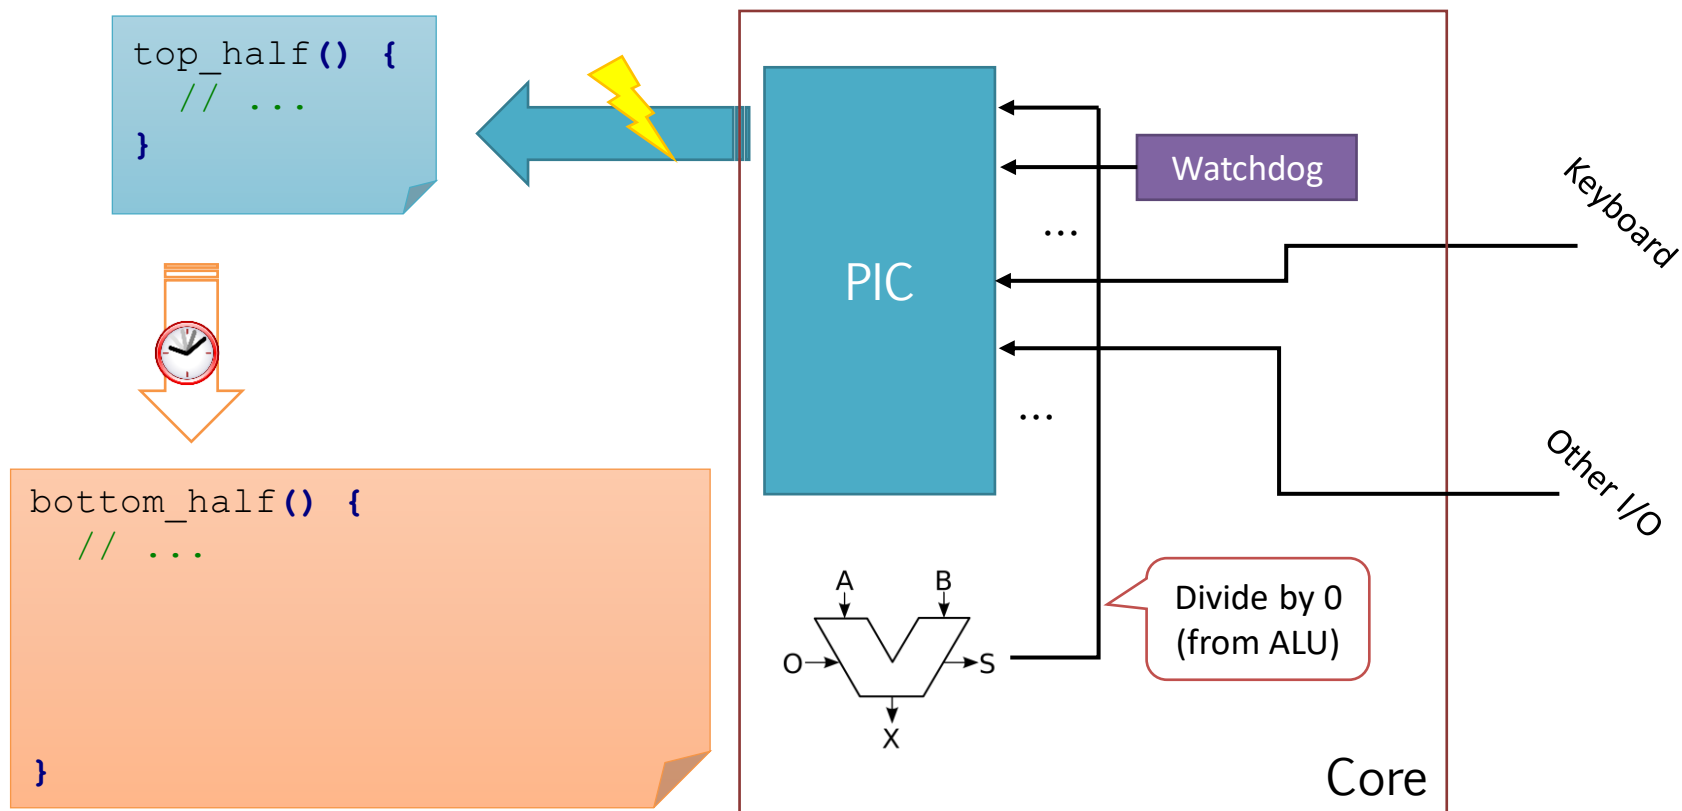 top_half() {
// ...
}
bottom_half() {
// ...
}
PIC
Watchdog
...
...
Keyboard
Other I/O
Divide by 0
(from ALU)
A
B
O
S
X
Core